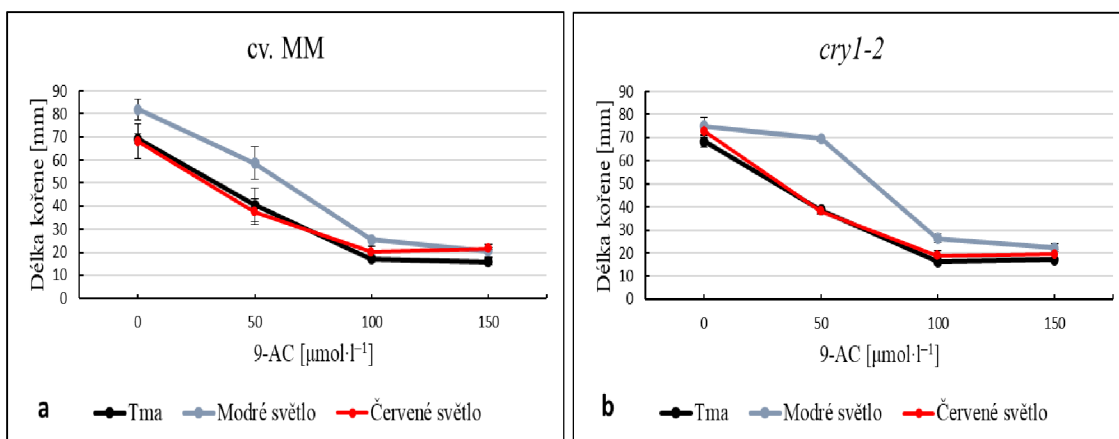 cv. MM
Délka kořene [mm]
90
80
70
60
50
40
30
20
10
0
0 50 100 150
9-AC [µmol·l⁻¹]
a Tma Modré světlo Červené světlo
cry1-2
Délka kořene [mm]
90
80
70
60
50
40
30
20
10
0
0 50 100 150
9-AC [µmol·l⁻¹]
b Tma Modré světlo Červené světlo